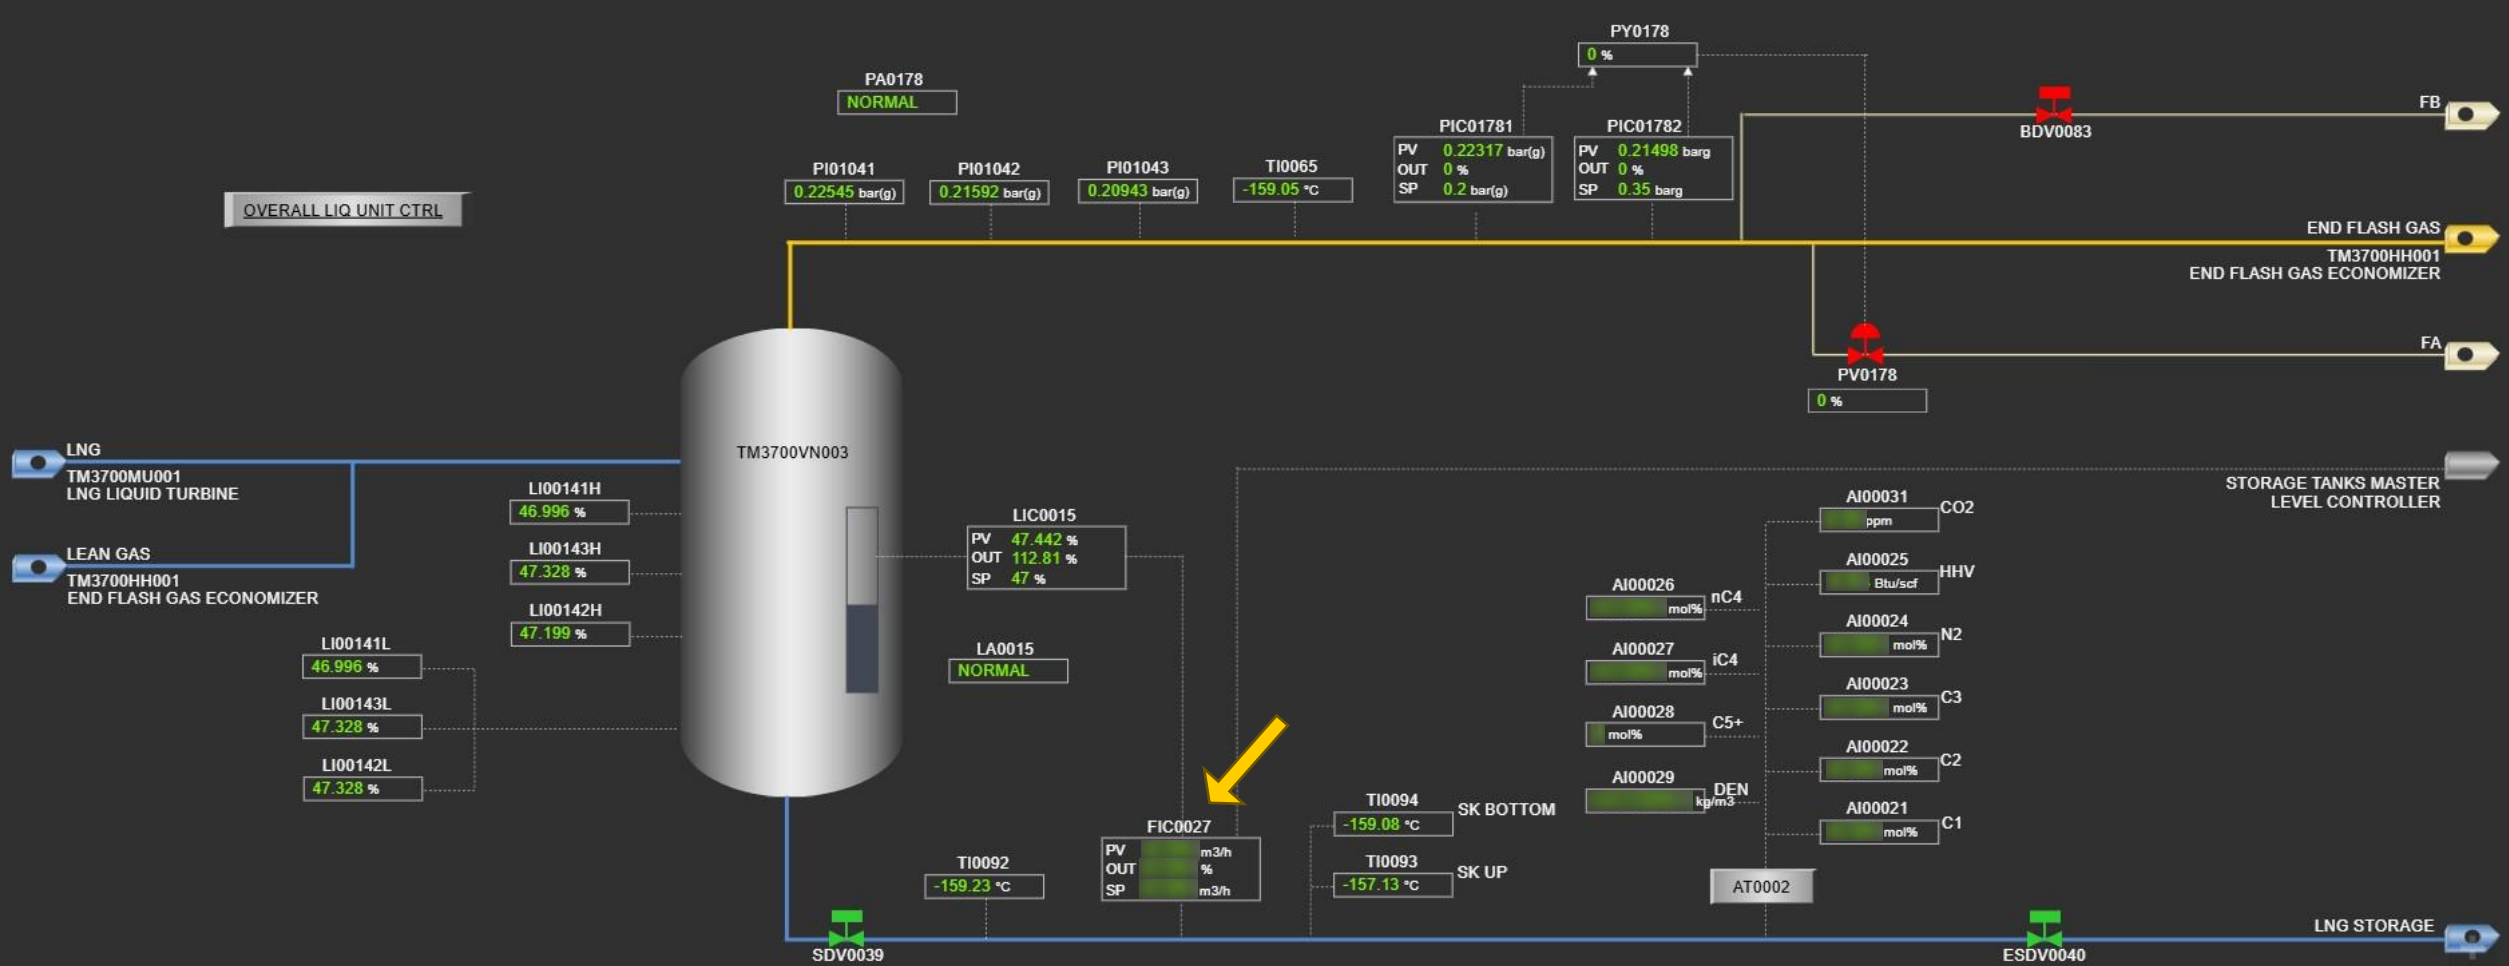 PY0178
0 %
PA0178
NORMAL
FB
BDV0083
PIC01781
PV 0.22317 bar(g)
OUT 0 %
SP 0.2 bar(g)
PIC01782
PV 0.21498 barg
OUT 0 %
SP 0.35 barg
PI01041
0.22545 bar(g)
PI01042
0.21592 bar(g)
PI01043
0.20943 bar(g)
TI0065
-159.05 °C
OVERALL LIQ UNIT CTRL
END FLASH GAS
TM3700HH001
END FLASH GAS ECONOMIZER
FA
PV0178
0 %
LNG
TM3700MU001
LNG LIQUID TURBINE
TM3700VN003
LEAN GAS
TM3700HH001
END FLASH GAS ECONOMIZER
LI00141H
46.996 %
LI00143H
47.328 %
LI00142H
47.199 %
LI00141L
46.996 %
LI00143L
47.328 %
LI00142L
47.328 %
LIC0015
PV 47.442 %
OUT 112.81 %
SP 47 %
LA0015
NORMAL
STORAGE TANKS MASTER
LEVEL CONTROLLER
AI00031
ppm
CO2
AI00025
Btu/scf
HHV
AI00026
mol%
nC4
AI00024
mol%
N2
AI00027
mol%
iC4
AI00023
mol%
C3
AI00028
mol%
C5+
AI00022
mol%
C2
AI00029
kg/m3
DEN
AI00021
mol%
C1
FIC0027
PV m3/h
OUT %
SP m3/h
TI0094
-159.08 °C
SK BOTTOM
TI0093
-157.13 °C
SK UP
TI0092
-159.23 °C
AT0002
SDV0039
ESDV0040
LNG STORAGE